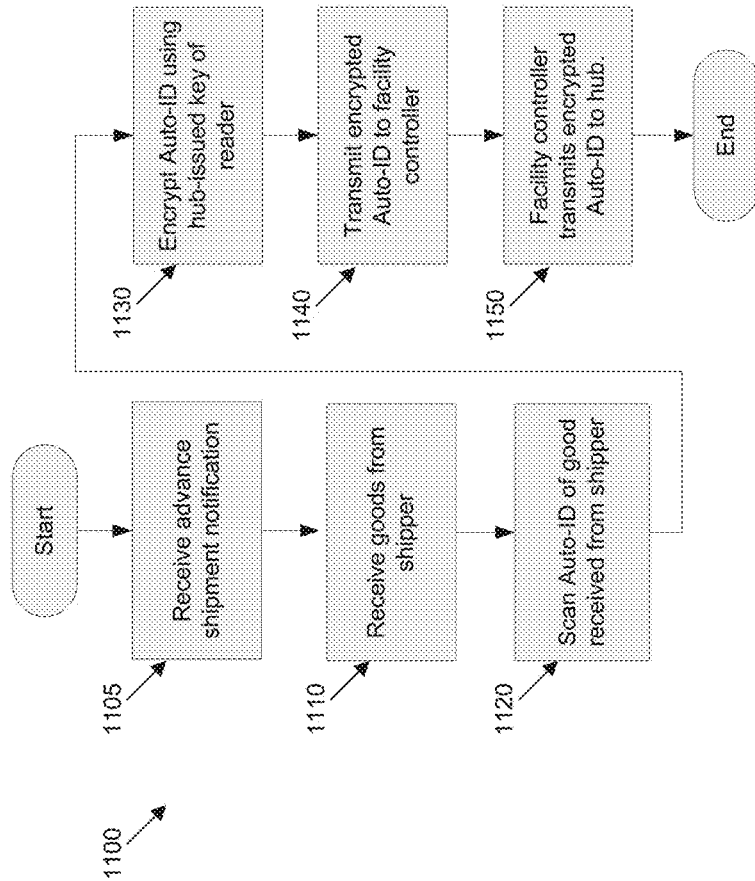 1100
Start
1105
Receive advance
shipment notification
1110
Receive goods from
shipper
1120
Scan Auto-ID of good
received from shipper
1130
Encrypt Auto-ID using
hub-issued key of
reader
1140
Transmit encrypted
Auto-ID to facility
controller
1150
Facility controller
transmits encrypted
Auto-ID to hub.
End